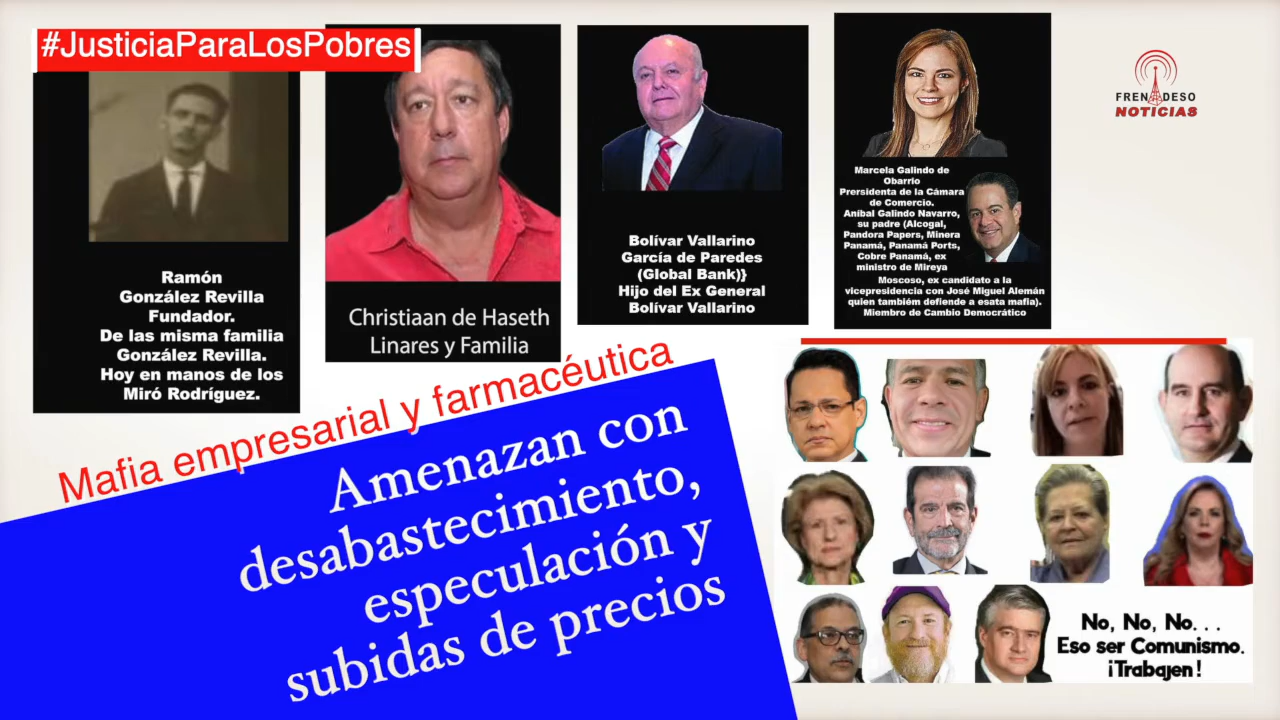 #JusticiaParaLosPobres
Ramón
González Revilla
Fundador.
De las misma familia
González Revilla.
Hoy en manos de los
Miró Rodríguez.
Christiaan de Haseth
Linares y Familia
Bolívar Vallarino
García de Paredes
(Global Bank)}
Hijo del Ex General
Bolívar Vallarino
Marcela Galindo de
Obarrio
Prersidenta de la Cámara
de Comercio.
Aníbal Galindo Navarro,
su padre (Alcogal,
Pandora Papers, Minera
Panamá, Panamá Ports,
Cobre Panamá, ex
ministro de Mireya
Moscoso, ex candidato a la
vicepresidencia con José Miguel Alemán
quien también defiende a esata mafia).
Miembro de Cambio Democrático
FRENADESO
NOTICIAS
Mafia empresarial y farmacéutica
Amenazan con
desabastecimiento,
especulación y
subidas de precios
No, No, No. . .
Eso ser Comunismo.
¡Trabajen!